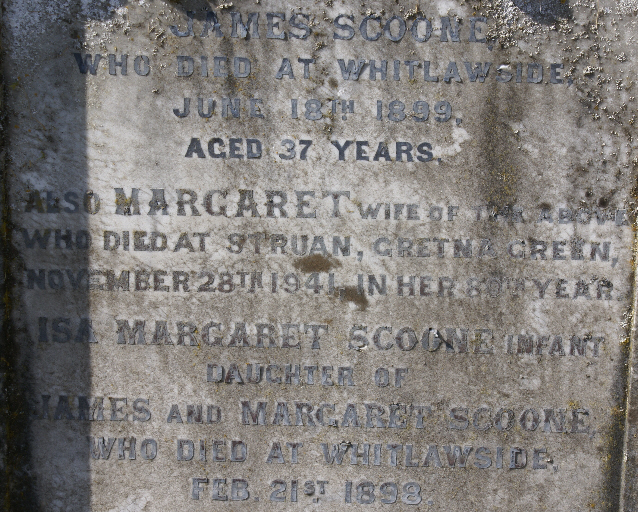 JAMES SCOONE,
WHO DIED AT WHITLAWSIDE,
JUNE 18TH 1899,
AGED 37 YEARS.
ALSO MARGARET WIFE OF THE ABOVE
WHO DIED AT STRUAN, GRETNA GREEN,
NOVEMBER 28TH 1941, IN HER YEAR.
ISA MARGARET SCOONE INFANT
DAUGHTER OF
JAMES AND MARGARET SCOONE,
WHO DIED AT WHITLAWSIDE,
FEB. 21ST 1898